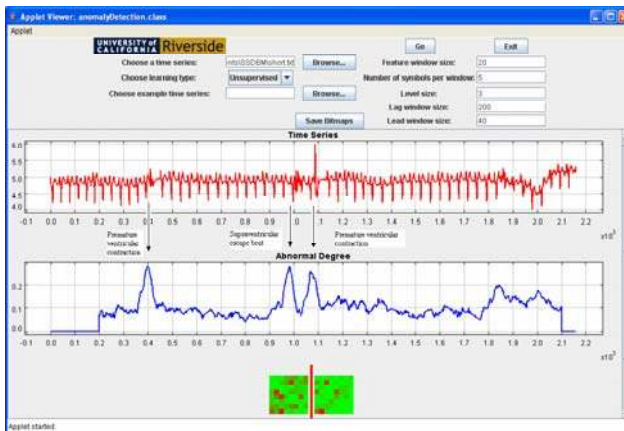 Applet Viewer: anomalyDetection.class
Applet
UNIVERSITY of CALIFORNIA Riverside
Go
Exit
Choose a time series:
Browse...
Feature window size:
20
Choose learning type:
Unsupervised
Number of symbols per window:
5
Choose example time series:
Browse...
Level size:
3
Lag window size:
200
Save Bitmaps
Lead window size:
40
Time Series
6.0
5.5
5.0
4.5
4.0
-0.1 0.0 0.1 0.2 0.3 0.4 0.5 0.6 0.7 0.8 0.9 1.0 1.1 1.2 1.3 1.4 1.5 1.6 1.7 1.8 1.9 2.0 2.1 2.2
x10³
Premature ventricular contraction
Supraventricular escape beat
Premature ventricular contraction
Abnormal Degree
0.2
0.1
0.0
-0.1 0.0 0.1 0.2 0.3 0.4 0.5 0.6 0.7 0.8 0.9 1.0 1.1 1.2 1.3 1.4 1.5 1.6 1.7 1.8 1.9 2.0 2.1 2.2
x10³
Applet started.